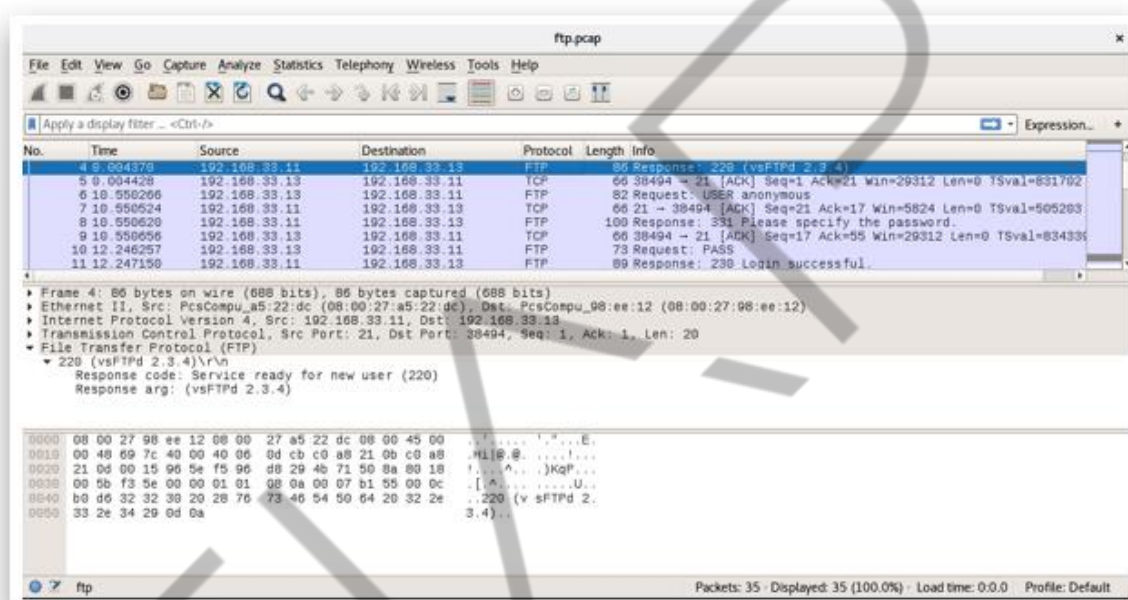 ftp.pcap
File Edit View Go Capture Analyze Statistics Telephony Wireless Tools Help
Apply a display filter ... <Ctrl-/> Expression... +
No. Time Source Destination Protocol Length Info
4 0.004370 192.168.33.11 192.168.33.13 FTP 86 Response: 220 (vsFTPd 2.3.4)
5 0.004428 192.168.33.13 192.168.33.11 TCP 66 38494 → 21 [ACK] Seq=1 Ack=21 Win=29312 Len=0 TSval=831702
6 10.550266 192.168.33.13 192.168.33.11 FTP 82 Request: USER anonymous
7 10.550524 192.168.33.11 192.168.33.13 TCP 66 21 → 38494 [ACK] Seq=21 Ack=17 Win=5824 Len=0 TSval=505203
8 10.550620 192.168.33.11 192.168.33.13 FTP 100 Response: 331 Please specify the password.
9 10.550656 192.168.33.13 192.168.33.11 TCP 66 38494 → 21 [ACK] Seq=17 Ack=55 Win=29312 Len=0 TSval=834339
10 12.246257 192.168.33.13 192.168.33.11 FTP 73 Request: PASS
11 12.247150 192.168.33.11 192.168.33.13 FTP 89 Response: 230 Login successful.
Frame 4: 86 bytes on wire (688 bits), 86 bytes captured (688 bits)
Ethernet II, Src: PcsCompu_a5:22:dc (08:00:27:a5:22:dc), Dst: PcsCompu_98:ee:12 (08:00:27:98:ee:12)
Internet Protocol Version 4, Src: 192.168.33.11, Dst: 192.168.33.13
Transmission Control Protocol, Src Port: 21, Dst Port: 38494, Seq: 1, Ack: 1, Len: 20
File Transfer Protocol (FTP)
220 (vsFTPd 2.3.4)\r\n
Response code: Service ready for new user (220)
Response arg: (vsFTPd 2.3.4)
0000 08 00 27 98 ee 12 08 00 27 a5 22 dc 08 00 45 00 ..'..... '."...E.
0010 00 48 69 7c 40 00 40 06 0d cb c0 a8 21 0b c0 a8 .Hi|@.@. ....!...
0020 21 0d 00 15 96 5e f5 96 d8 29 4b 71 50 8a 80 18 !....^.. .)KqP...
0030 00 5b f3 5e 00 00 01 01 08 0a 00 07 b1 55 00 0c .[.^.... .....U..
0040 b0 d6 32 32 30 20 28 76 73 46 54 50 64 20 32 2e ..220 (v sFTPd 2.
0050 33 2e 34 29 0d 0a 3.4)..
ftp Packets: 35 · Displayed: 35 (100.0%) · Load time: 0:0.0 Profile: Default